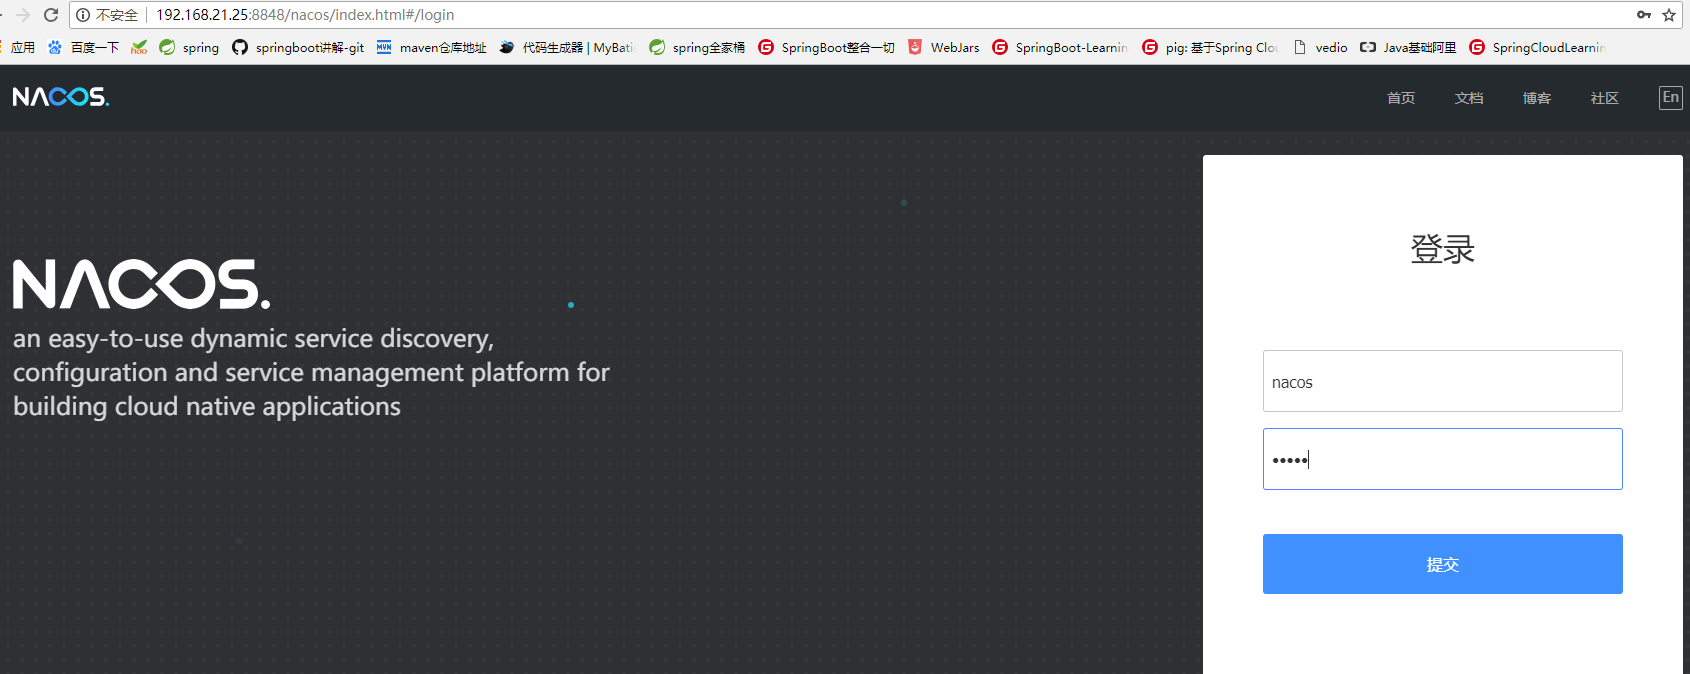 不安全 192.168.21.25:8848/nacos/index.html#/login
应用 百度一下 hao spring springboot讲解-git MVN maven仓库地址 代码生成器 | MyBati spring全家桶 SpringBoot整合一切 WebJars SpringBoot-Learnin pig: 基于Spring Clou vedio Java基础阿里 SpringCloudLearnin
NACOS. 首页 文档 博客 社区 En
登录
NACOS.
an easy-to-use dynamic service discovery,
configuration and service management platform for
building cloud native applications
nacos
•••••
提交